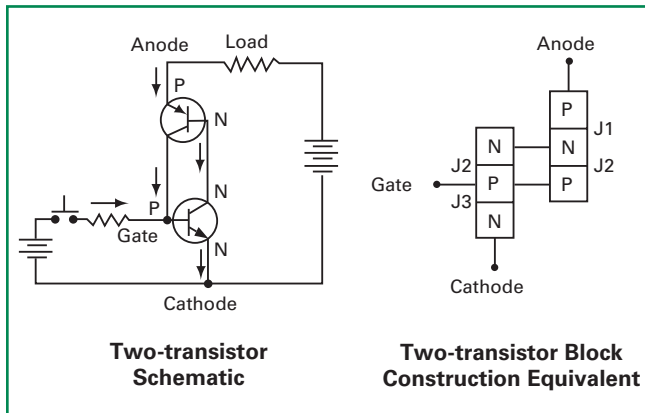 Anode
Load
P
N
N
P
Gate
N
Cathode
Two-transistor
Schematic
Anode
P
J1
N
N
J2
J2
Gate
P
P
J3
N
Cathode
Two-transistor Block
Construction Equivalent